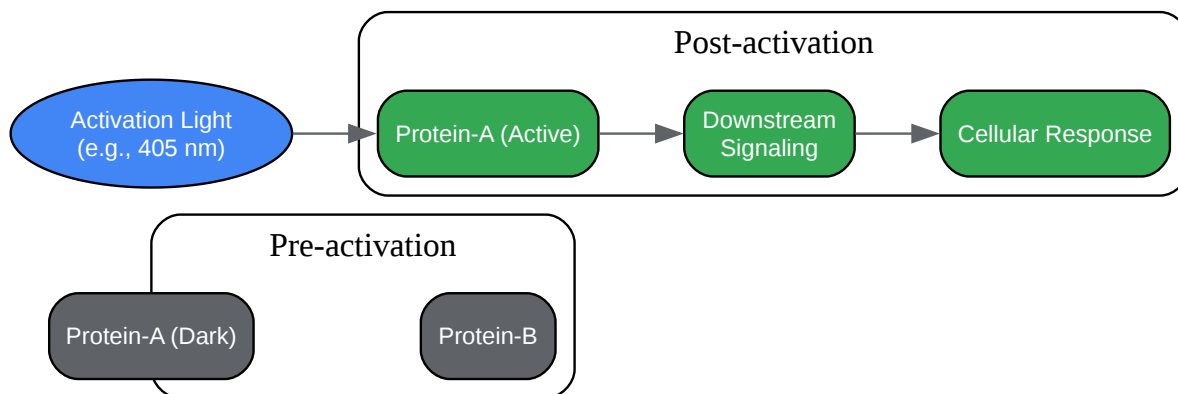 Post-activation
Activation Light
(e.g., 405 nm)
Protein-A (Active)
Downstream
Signaling
Cellular Response
Pre-activation
Protein-A (Dark)
Protein-B